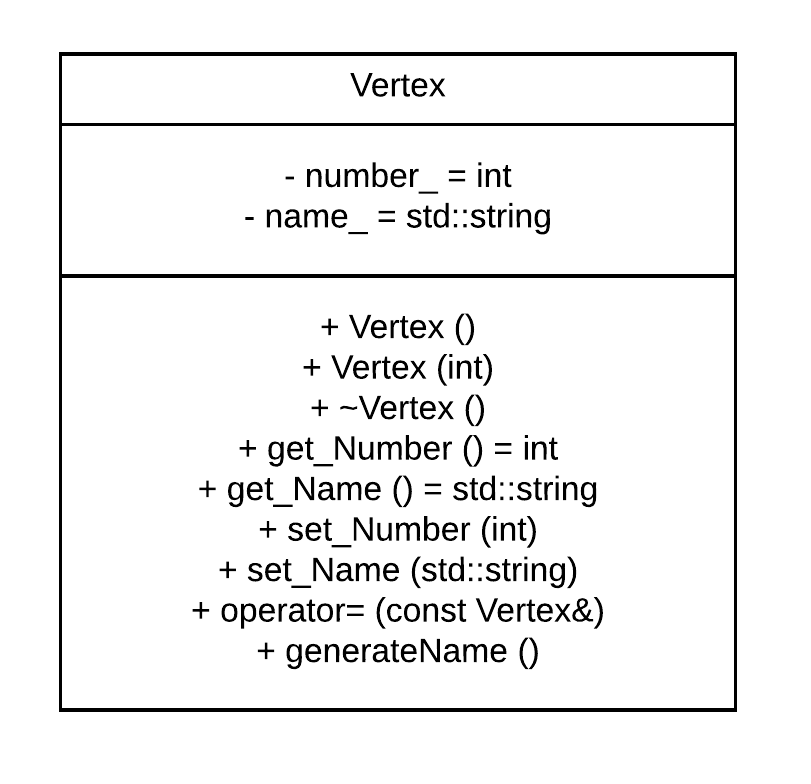 Vertex
- number_ = int
- name_ = std::string
+ Vertex ()
+ Vertex (int)
+ ~Vertex ()
+ get_Number () = int
+ get_Name () = std::string
+ set_Number (int)
+ set_Name (std::string)
+ operator= (const Vertex&)
+ generateName ()